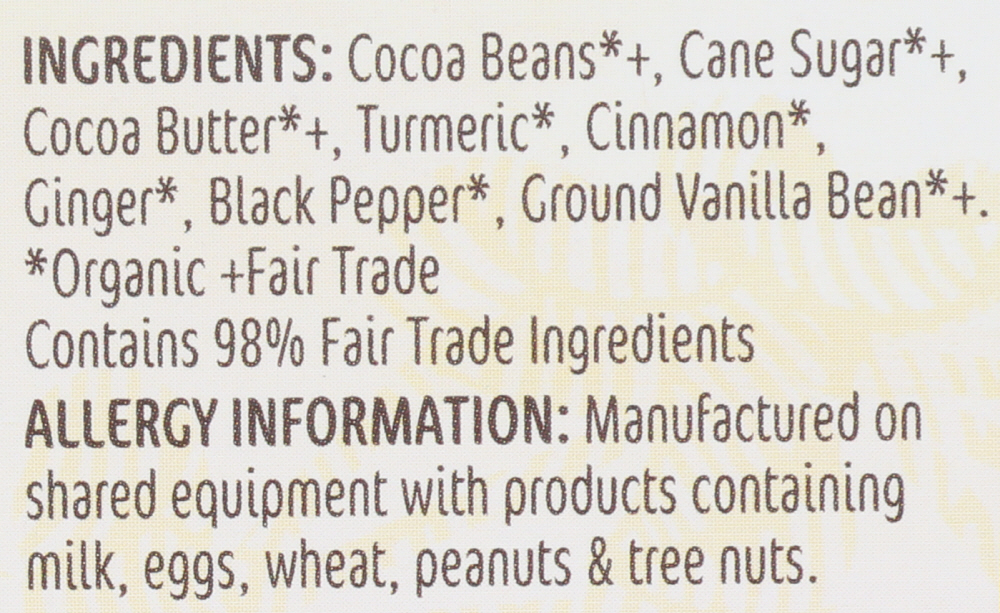 INGREDIENTS: Cocoa Beans*+, Cane Sugar*+,
Cocoa Butter*+, Turmeric*, Cinnamon*,
Ginger*, Black Pepper*, Ground Vanilla Bean*+.
*Organic +Fair Trade
Contains 98% Fair Trade Ingredients
ALLERGY INFORMATION: Manufactured on
shared equipment with products containing
milk, eggs, wheat, peanuts & tree nuts.